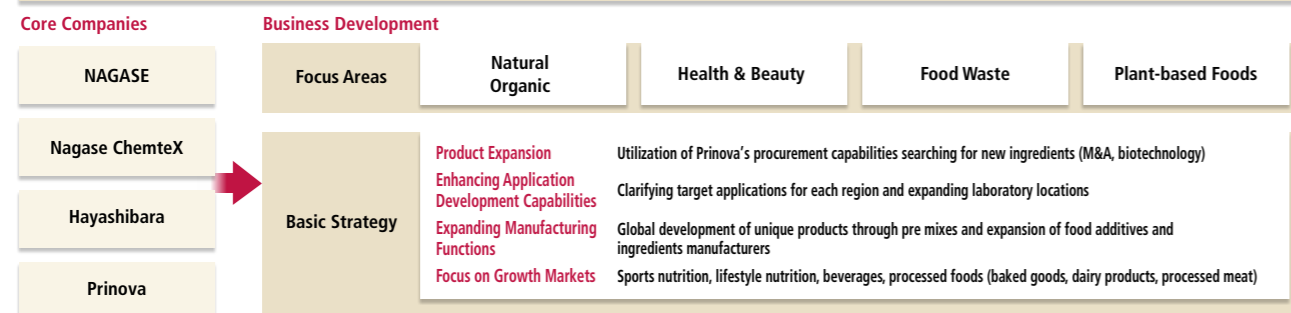 Core Companies
NAGASE
Nagase ChemteX
Hayashibara
Prinova
Business Development
Focus Areas
Natural
Organic
Health & Beauty
Food Waste
Plant-based Foods
Basic Strategy
Product Expansion
Utilization of Prinova’s procurement capabilities searching for new ingredients (M&A, biotechnology)
Enhancing Application
Development Capabilities
Clarifying target applications for each region and expanding laboratory locations
Expanding Manufacturing
Functions
Global development of unique products through pre mixes and expansion of food additives and
ingredients manufacturers
Focus on Growth Markets
Sports nutrition, lifestyle nutrition, beverages, processed foods (baked goods, dairy products, processed meat)